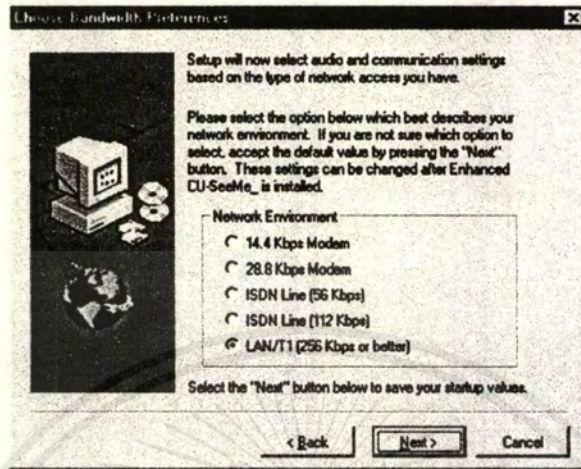 Choose Bandwidth Preferences
Setup will now select audio and communication settings
based on the type of network access you have.
Please select the option below which best describes your
network environment. If you are not sure which option to
select, accept the default value by pressing the "Next"
button. These settings can be changed after Enhanced
CU-SeeMe_ is installed.
Network Environment
14.4 Kbps Modem
28.8 Kbps Modem
ISDN Line (56 Kbps)
ISDN Line (112 Kbps)
LAN/T1 (256 Kbps or better)
Select the "Next" button below to save your startup values.
< Back Next > Cancel